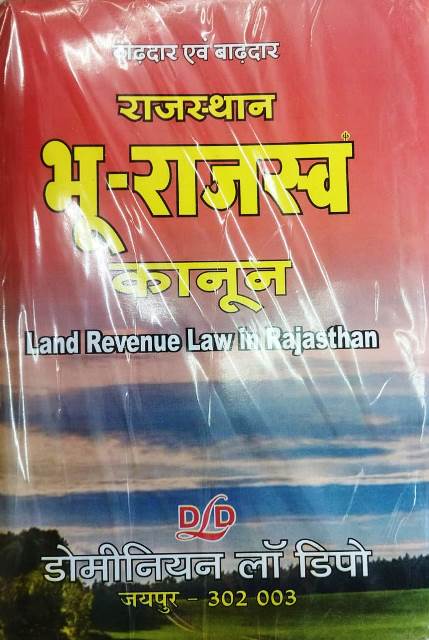 बाढ़दार एवं बाढ़दार
राजस्थान
भू-राजस्व
कानून
Land Revenue Law in Rajasthan
DLD
डोमीनियन लॉ डिपो
जयपुर - 302 003